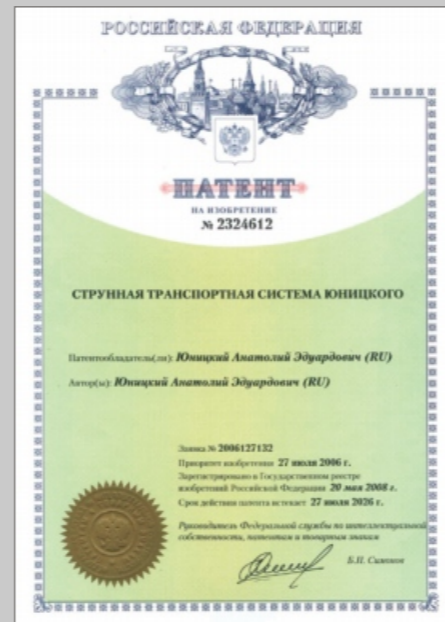 РОССИЙСКАЯ ФЕДЕРАЦИЯ
ПАТЕНТ
НА ИЗОБРЕТЕНИЕ
№ 2324612
СТРУННАЯ ТРАНСПОРТНАЯ СИСТЕМА ЮНИЦКОГО
Патентообладатель(ли): Юницкий Анатолий Эдуардович (RU)
Автор(ы): Юницкий Анатолий Эдуардович (RU)
Заявка № 2006127132
Приоритет изобретения 27 июля 2006 г.
Зарегистрировано в Государственном реестре
изобретений Российской Федерации 20 мая 2008 г.
Срок действия патента истекает 27 июля 2026 г.
Руководитель Федеральной службы по интеллектуальной
собственности, патентам и товарным знакам
Б.П. Симонов